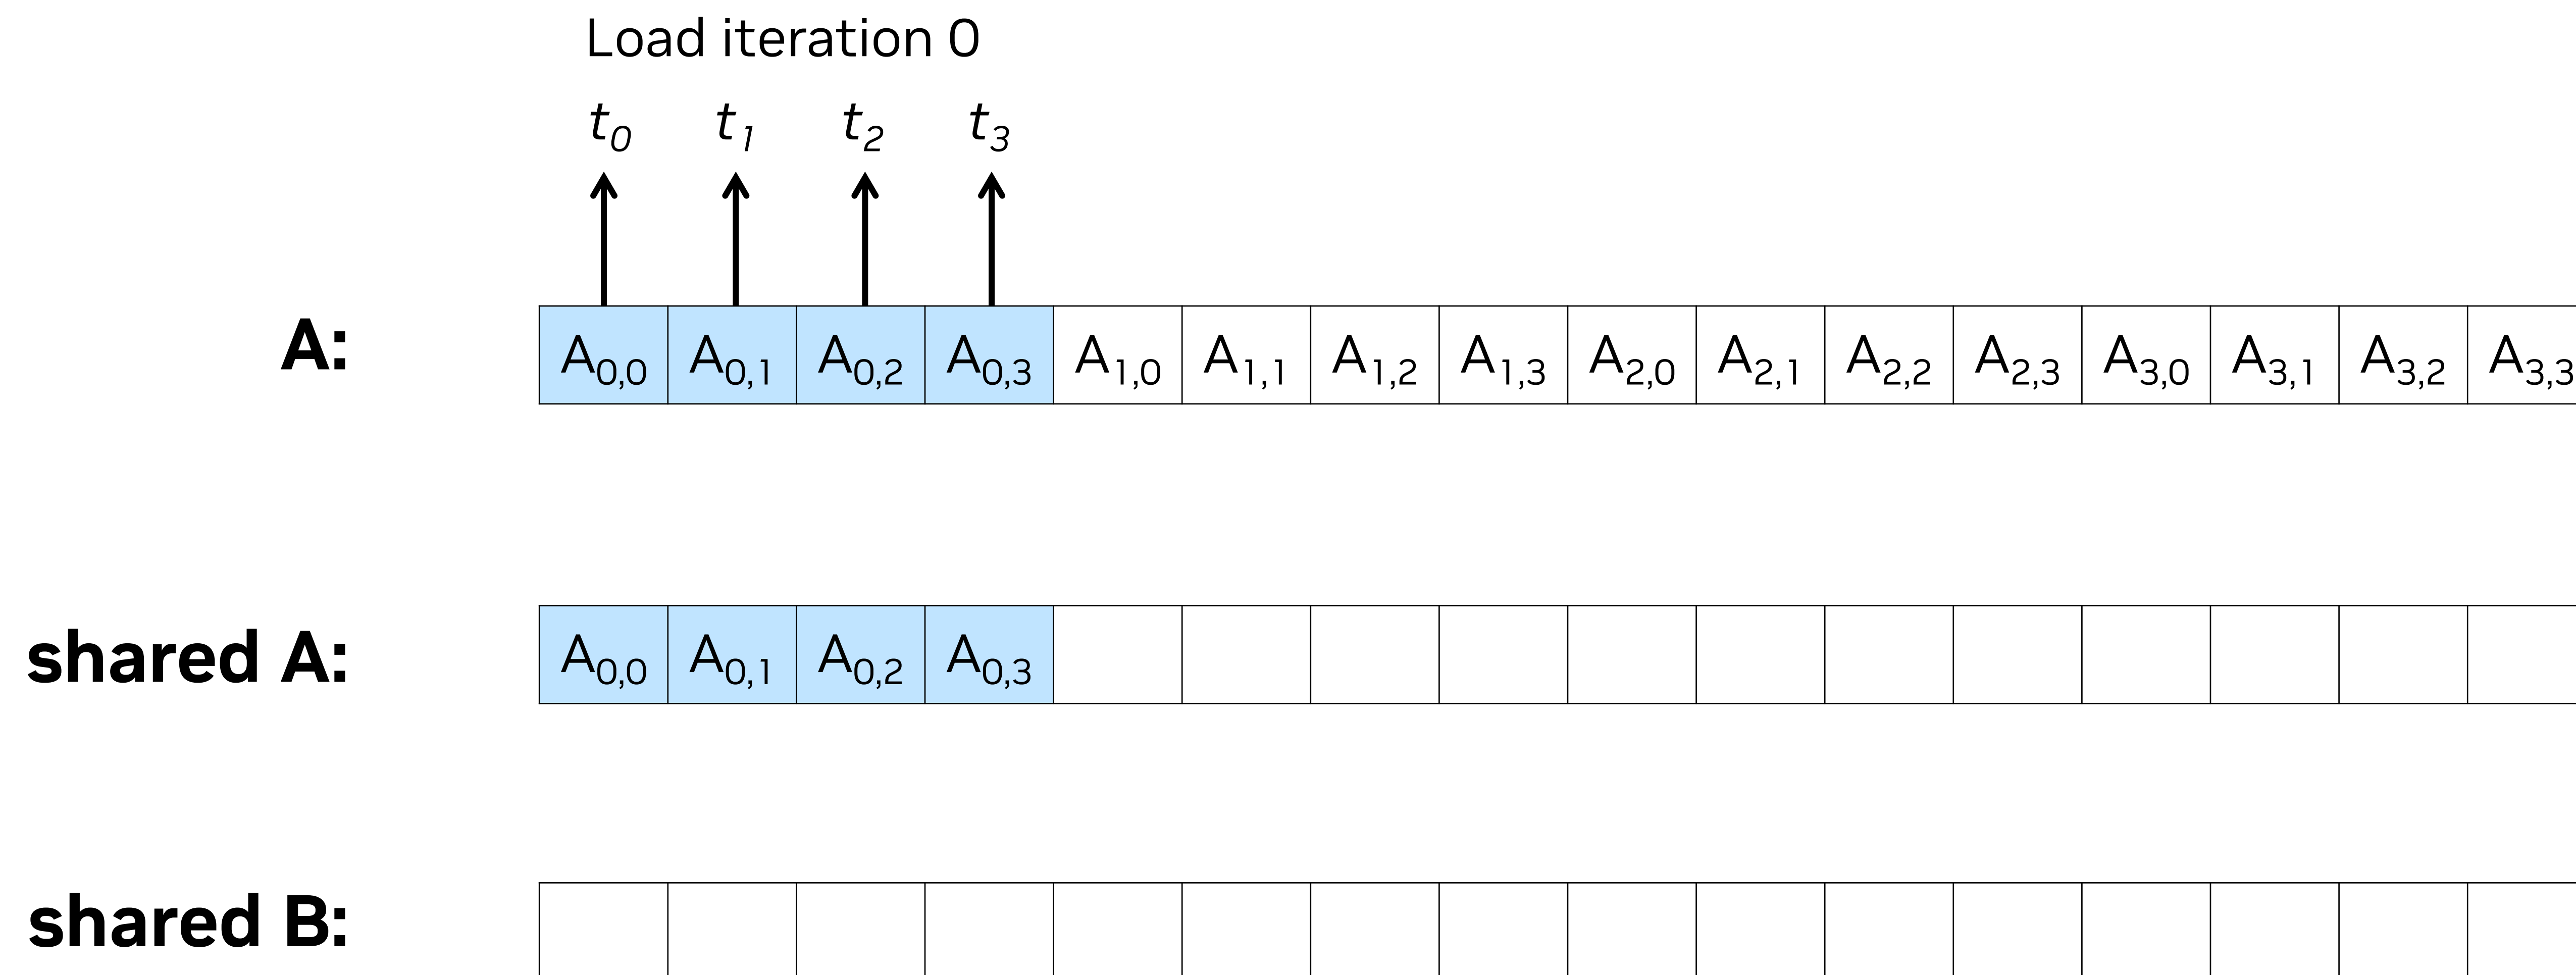 Load iteration 0
t₀ t₁ t₂ t₃
A: A₀,₀ A₀,₁ A₀,₂ A₀,₃ A₁,₀ A₁,₁ A₁,₂ A₁,₃ A₂,₀ A₂,₁ A₂,₂ A₂,₃ A₃,₀ A₃,₁ A₃,₂ A₃,₃
shared A: A₀,₀ A₀,₁ A₀,₂ A₀,₃
shared B: